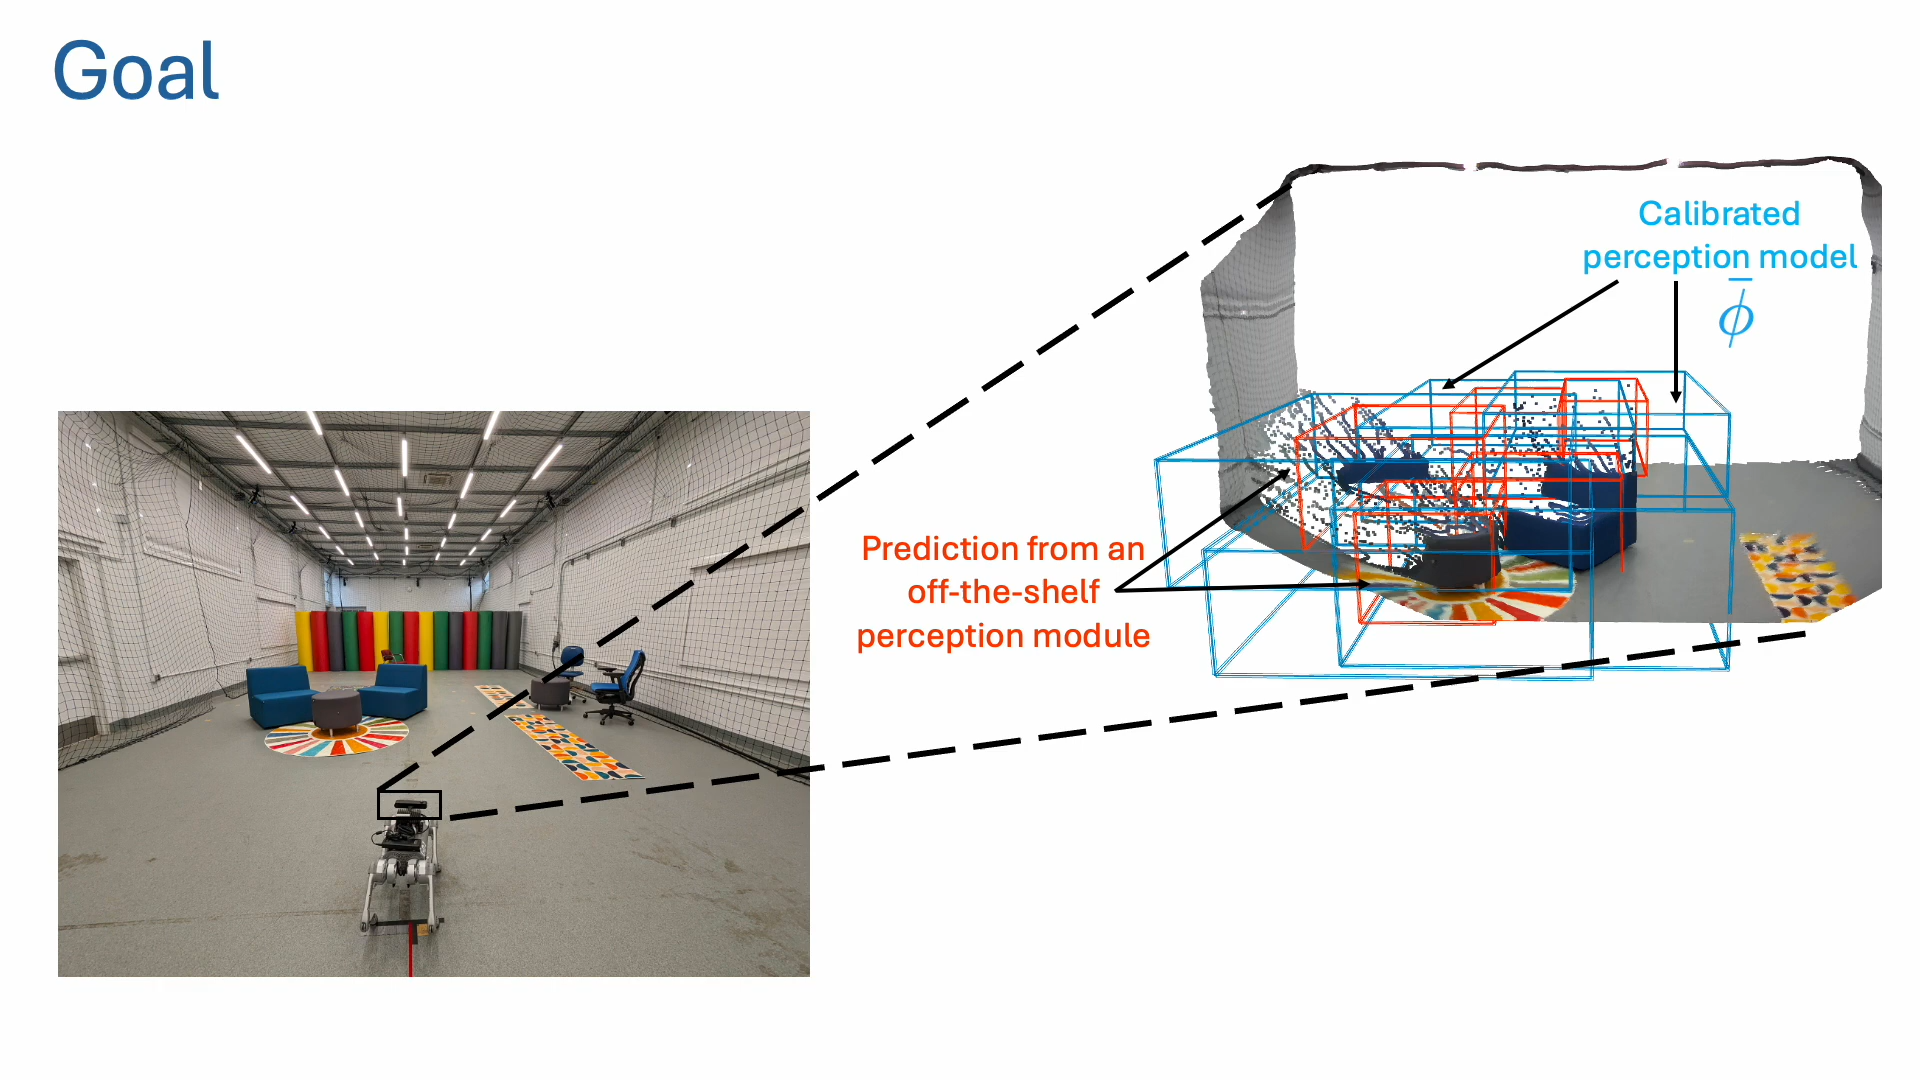 Goal
Calibrated
perception model
ϕ̄
Prediction from an
off-the-shelf
perception module